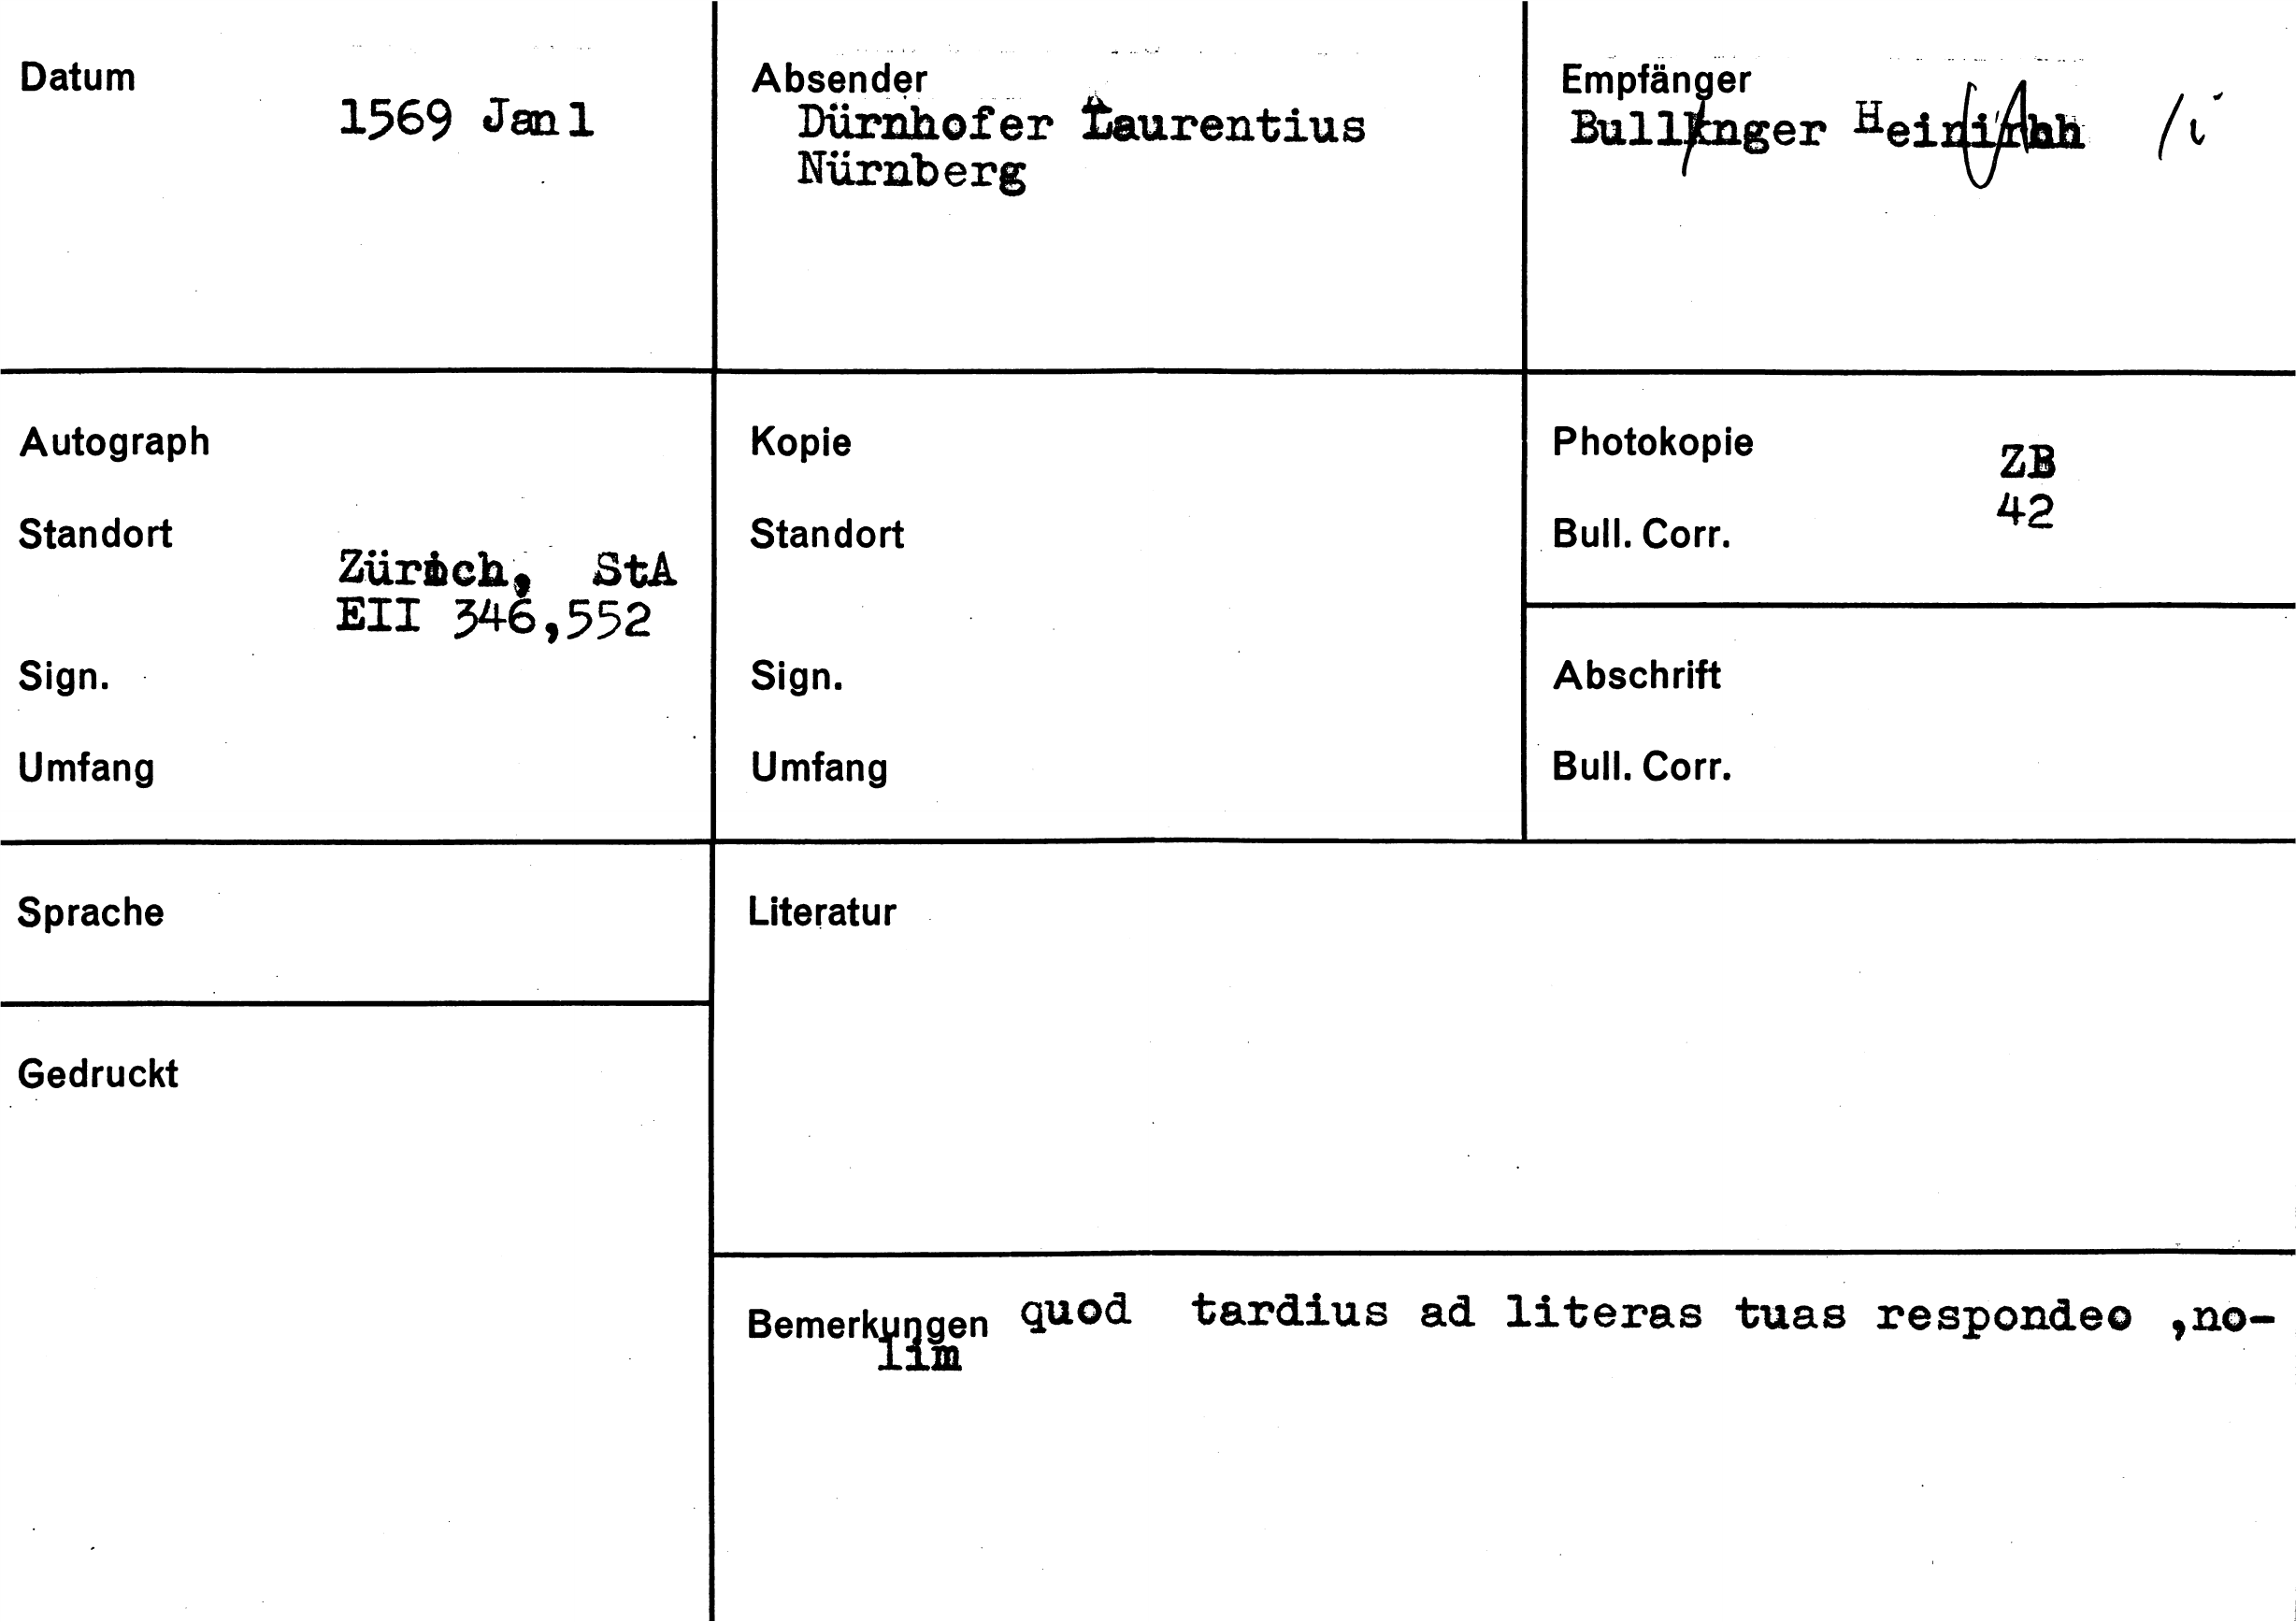 Datum
1569 Jan 1
Absender
Dürnhofer Laurentius
Nürnberg
Empfänger
Bullinger Heinrich /i
Autograph
Standort
Zürich, StA
EII 346,552
Sign.
Umfang
Kopie
Standort
Sign.
Umfang
Photokopie ZB
Bull. Corr. 42
Abschrift
Bull. Corr.
Sprache
Literatur
Gedruckt
Bemerkungen quod tardius ad literas tuas respondeo ,no-
lim